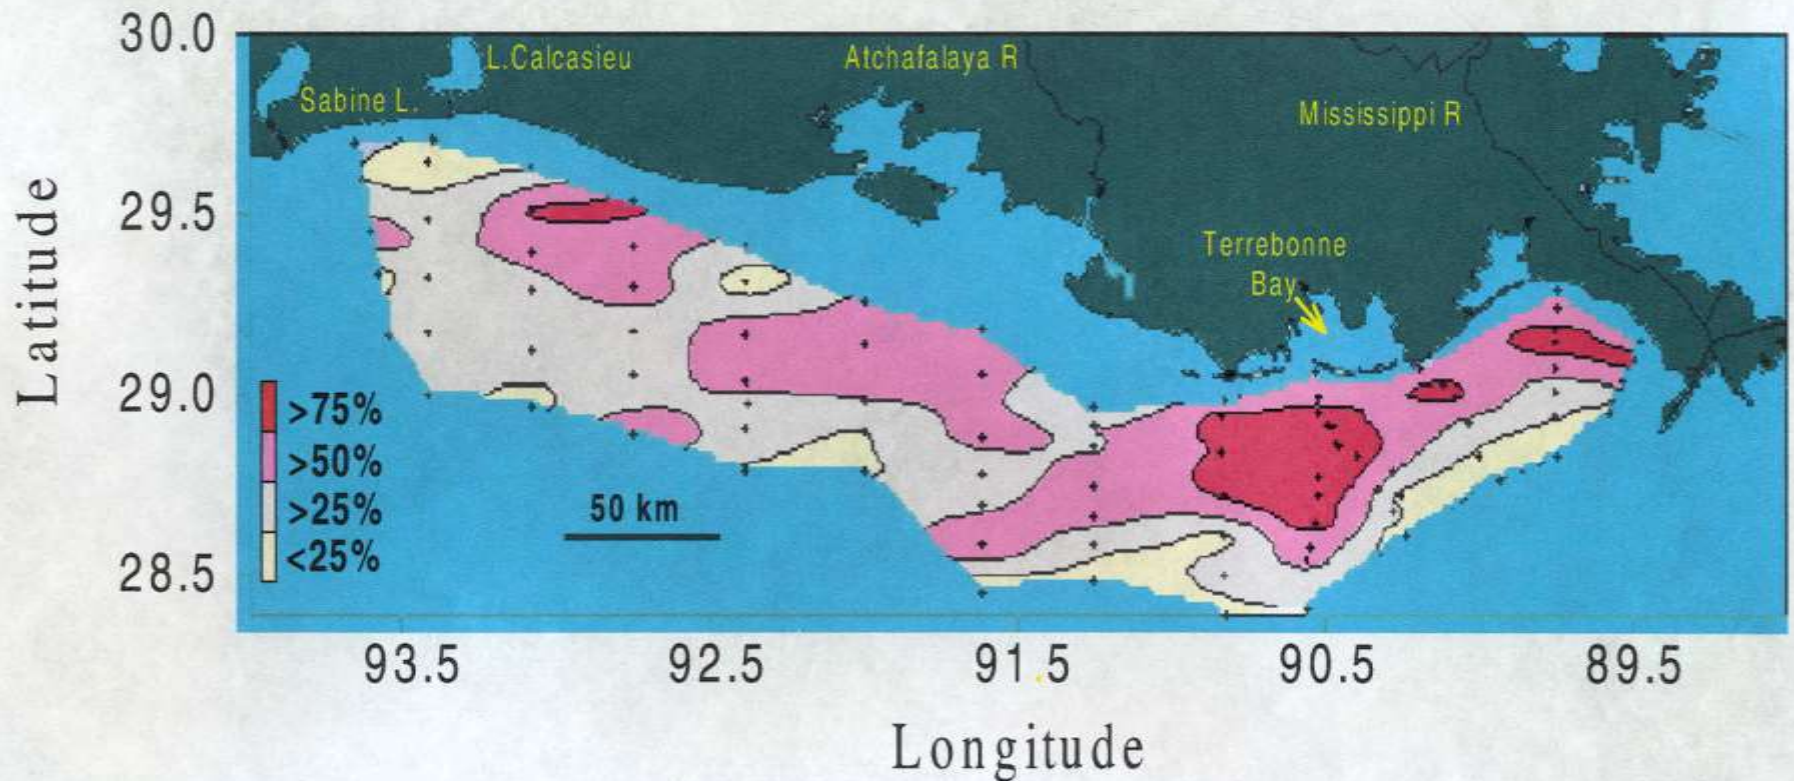 30.0
L.Calcasieu
Atchafalaya R
Sabine L.
Mississippi R
29.5
Terrebonne
Bay
Latitude
29.0
>75%
>50%
>25%
<25%
50 km
28.5
93.5 92.5 91.5 90.5 89.5
Longitude